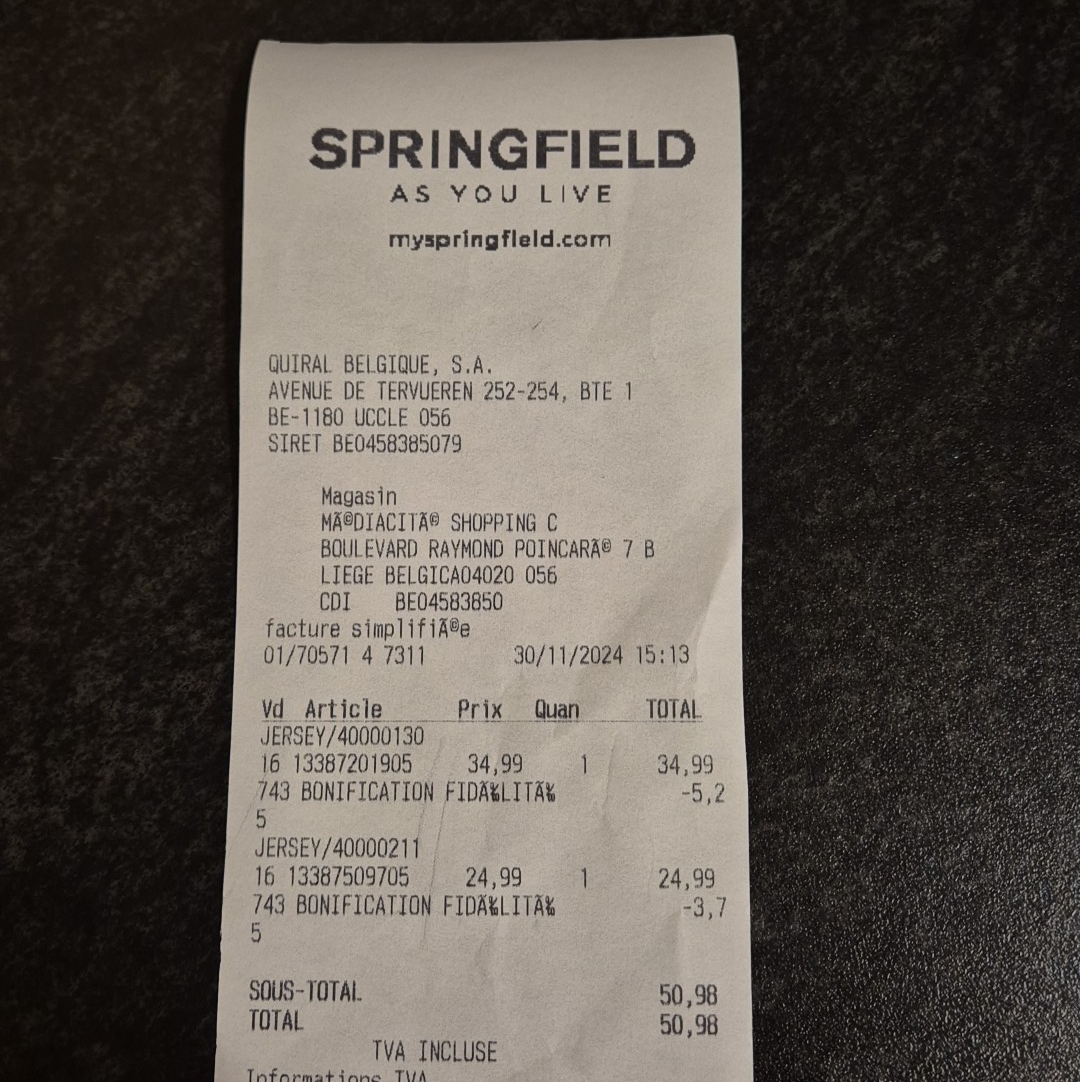 SPRINGFIELD
AS YOU LIVE
myspringfield.com
QUIRAL BELGIQUE, S.A.
AVENUE DE TERVUEREN 252-254, BTE 1
BE-1180 UCCLE 056
SIRET BE0458385079
Magasin
MÃ©DIACITÃ© SHOPPING C
BOULEVARD RAYMOND POINCARÃ© 7 B
LIEGE BELGICA04020 056
CDI BE04583850
facture simplifiÃ©e
01/70571 4 7311 30/11/2024 15:13
Vd Article Prix Quan TOTAL
JERSEY/40000130
16 13387201905 34,99 1 34,99
743 BONIFICATION FIDÃ‰LITÃ‰ -5,2
5
JERSEY/40000211
16 13387509705 24,99 1 24,99
743 BONIFICATION FIDÃ‰LITÃ‰ -3,7
5
SOUS-TOTAL 50,98
TOTAL 50,98
TVA INCLUSE
Informations TVA